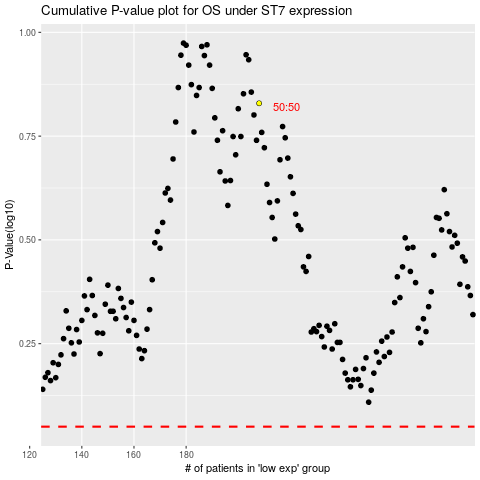 Cumulative P-value plot for OS under ST7 expression
P-Value(log10)
1.00
0.75
0.50
0.25
50:50
120 140 160 180
# of patients in 'low exp' group